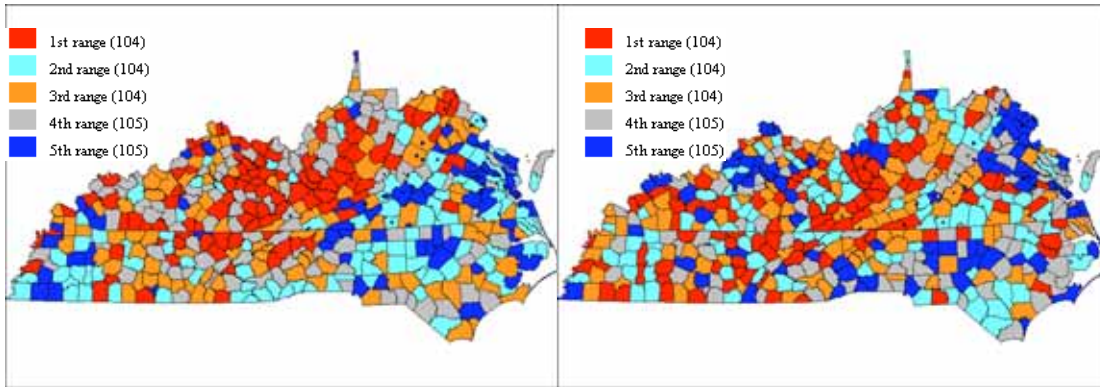 1st range (104)
2nd range (104)
3rd range (104)
4th range (105)
5th range (105)
1st range (104)
2nd range (104)
3rd range (104)
4th range (105)
5th range (105)